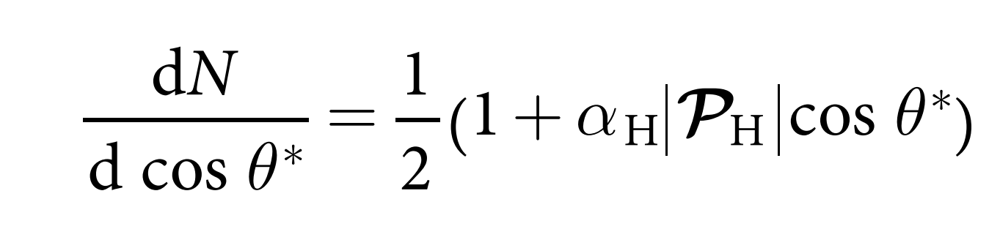 dN/d cos θ* = 1/2 (1 + α_H|𝓟_H|cos θ*)